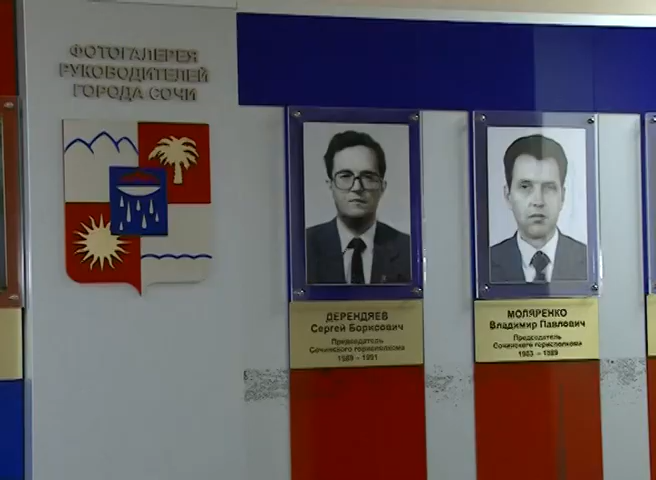 ФОТОГАЛЕРЕЯ
РУКОВОДИТЕЛЕЙ
ГОРОДА СОЧИ
ДЕРЕНДЯЕВ
Сергей Борисович
Председатель
Сочинского горисполкома
1989 - 1991
МОЛЯРЕНКО
Владимир Павлович
Председатель
Сочинского горисполкома
1983 - 1989